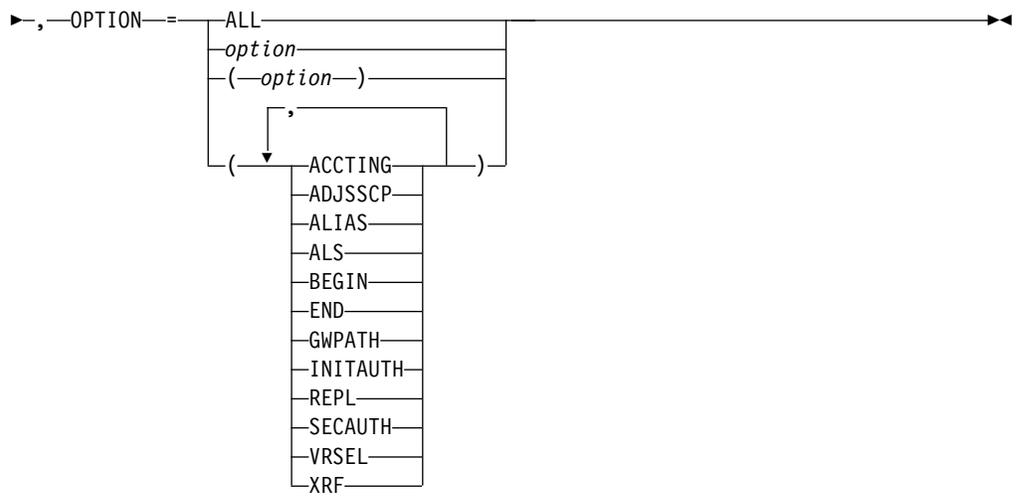 , OPTION = ALL
option
( option )
,
( ACCTING )
ADJSSCP
ALIAS
ALS
BEGIN
END
GWPATH
INITAUTH
REPL
SECAUTH
VRSEL
XRF